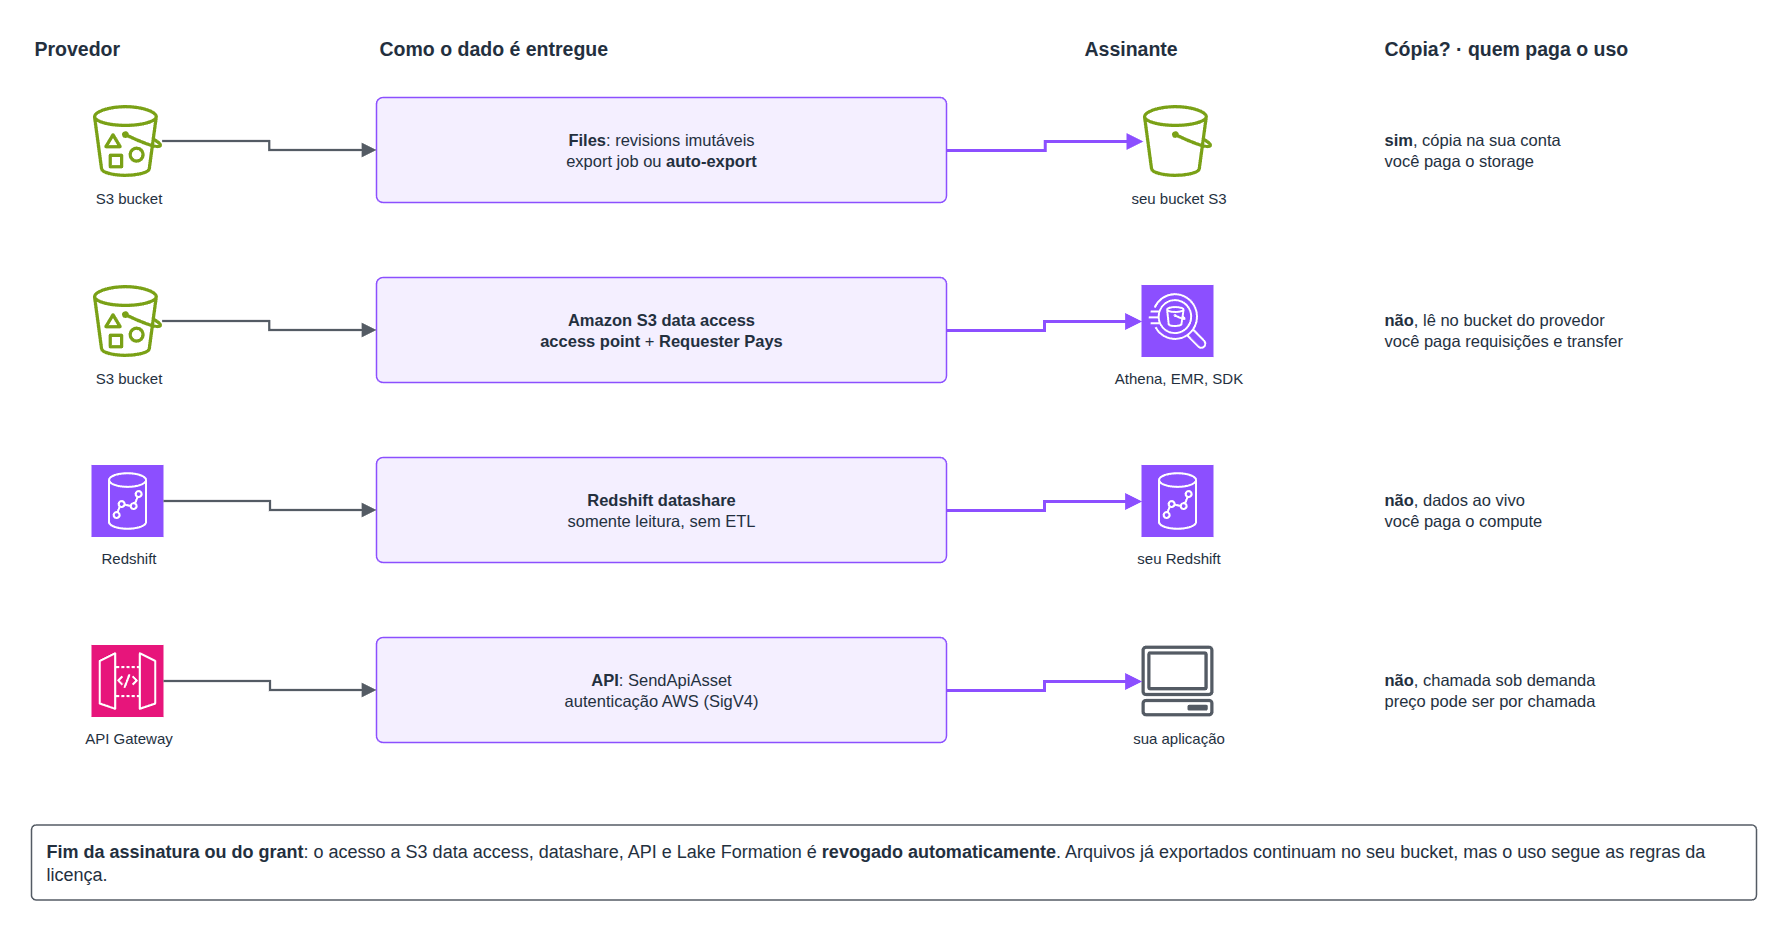 Provedor
Como o dado é entregue
Assinante
Cópia? · quem paga o uso
S3 bucket
Files: revisions imutáveis
export job ou auto-export
seu bucket S3
sim, cópia na sua conta
você paga o storage
S3 bucket
Amazon S3 data access
access point + Requester Pays
Athena, EMR, SDK
não, lê no bucket do provedor
você paga requisições e transfer
Redshift
Redshift datashare
somente leitura, sem ETL
seu Redshift
não, dados ao vivo
você paga o compute
API Gateway
API: SendApiAsset
autenticação AWS (SigV4)
sua aplicação
não, chamada sob demanda
preço pode ser por chamada
Fim da assinatura ou do grant: o acesso a S3 data access, datashare, API e Lake Formation é revogado automaticamente. Arquivos já exportados continuam no seu bucket, mas o uso segue as regras da
licença.